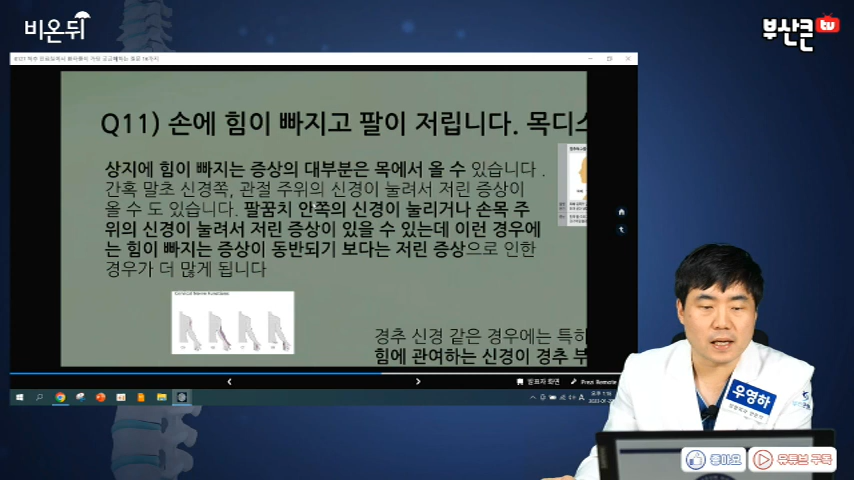 비온뒤
부산큰 tv
Q11) 손에 힘이 빠지고 팔이 저립니다. 목디스
상지에 힘이 빠지는 증상의 대부분은 목에서 올 수 있습니다 .
간혹 말초 신경쪽, 관절 주위의 신경이 눌려서 저린 증상이
올 수 도 있습니다. 팔꿈치 안쪽의 신경이 눌리거나 손목 주
위의 신경이 눌려서 저린 증상이 있을 수 있는데 이런 경우에
는 힘이 빠지는 증상이 동반되기 보다는 저린 증상으로 인한
경우가 더 많게 됩니다
경추 신경 같은 경우에는 특히
힘에 관여하는 신경이 경추 부
발표자 화면
Press Remote
우영하
좋아요
유튜브 구독